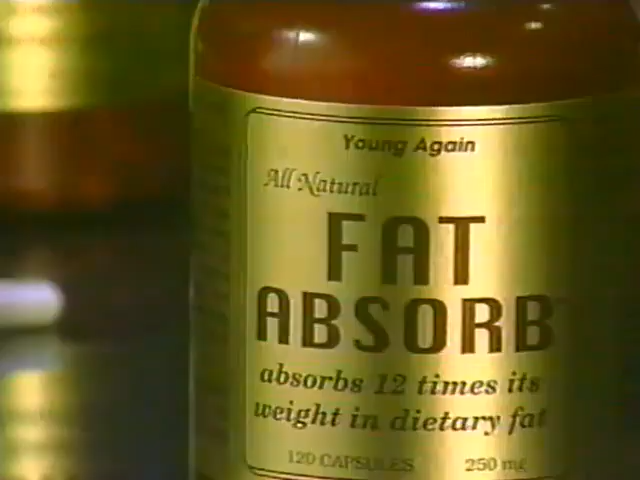 Young Again
All Natural
FAT
ABSORB
absorbs 12 times its
weight in dietary fat
120 CAPSULES 250 mg